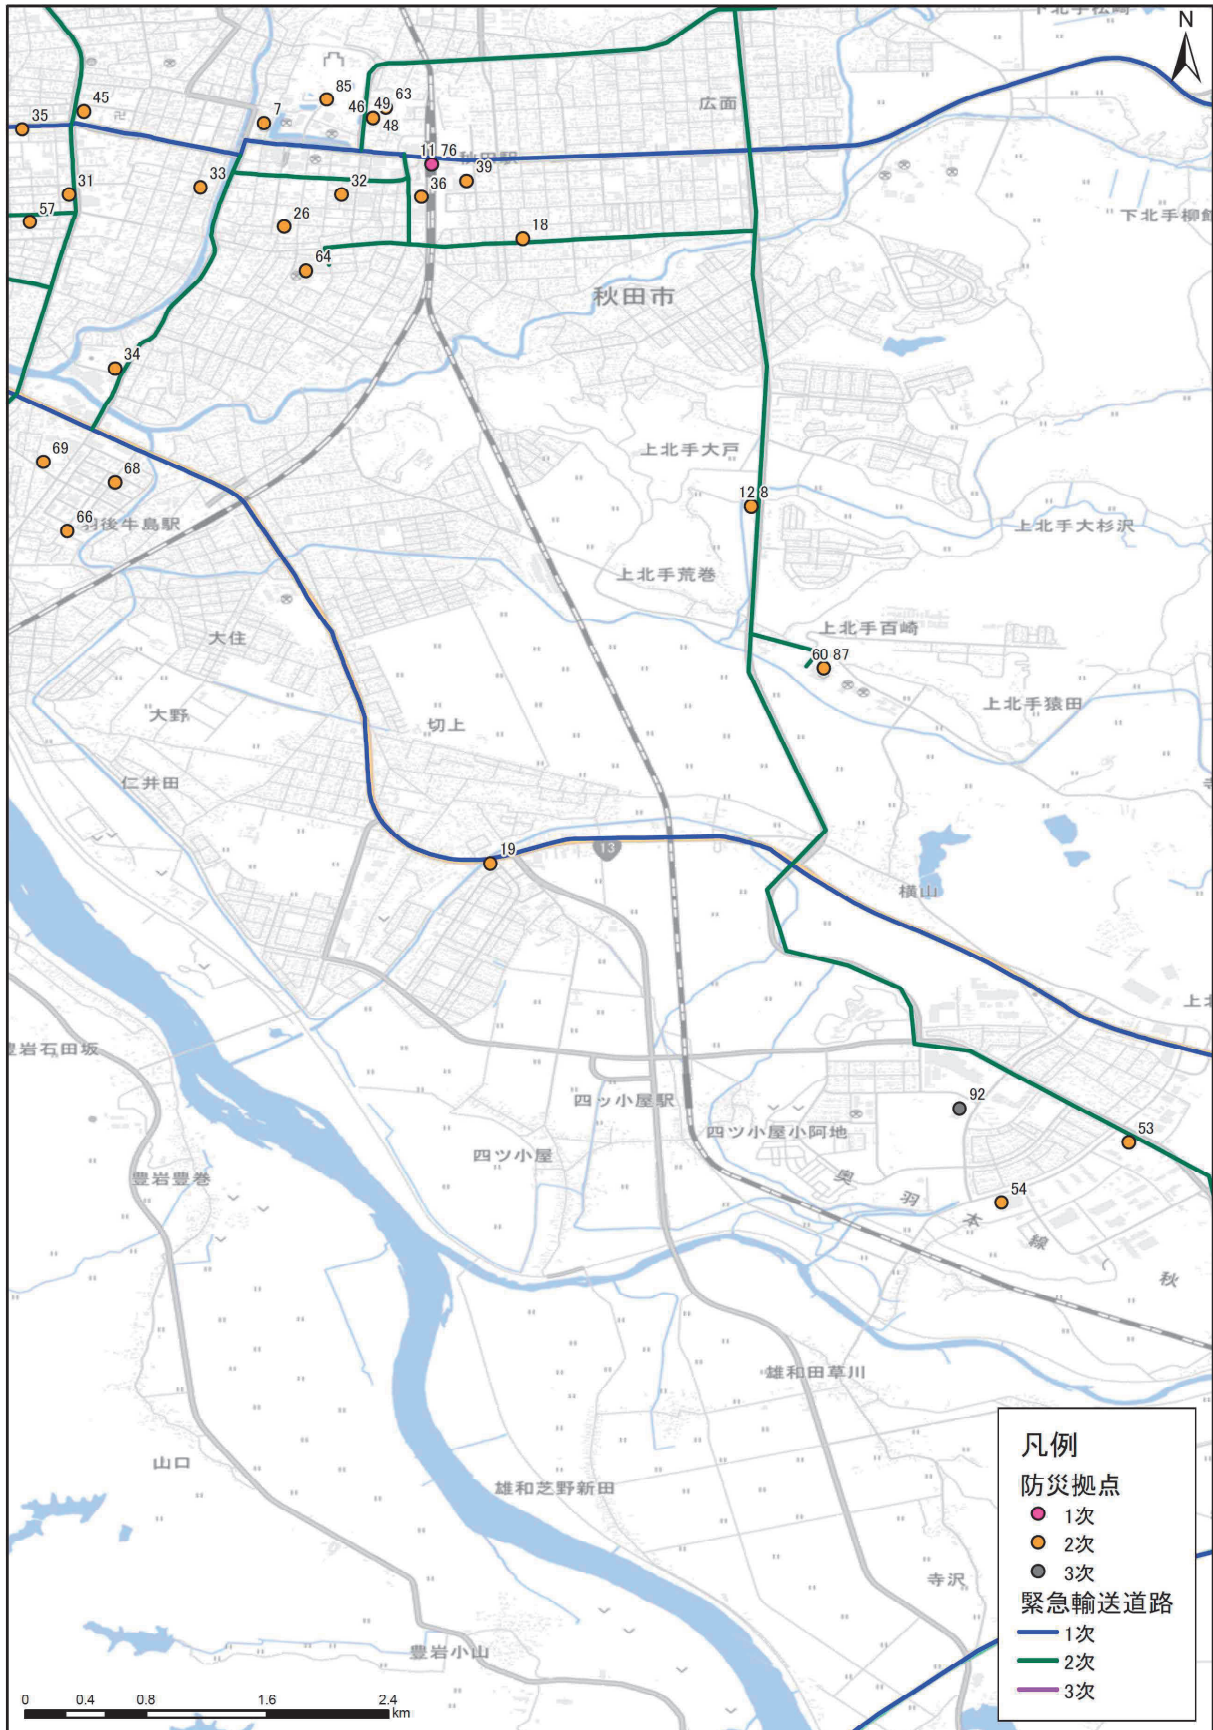 下北手松崎
N
85
63
45
46
49
広面
7
48
35
11 76
秋田駅
39
33
31
32
36
下北手柳館
57
26
18
64
秋田市
34
上北手大戸
69
68
12 8
66
羽後牛島駅
上北手大杉沢
上北手荒巻
大住
上北手百崎
60 87
上北手猿田
大野
切上
仁井田
19
13
横山
豊岩石田坂
四ッ小屋駅
92
四ツ小屋小阿地
53
四ツ小屋
豊岩豊巻
奥羽本線
54
秋
雄和田草川
山口
雄和芝野新田
寺沢
豊岩小山
凡例
防災拠点
1次
2次
3次
緊急輸送道路
1次
2次
3次
0 0.4 0.8 1.6 2.4
km